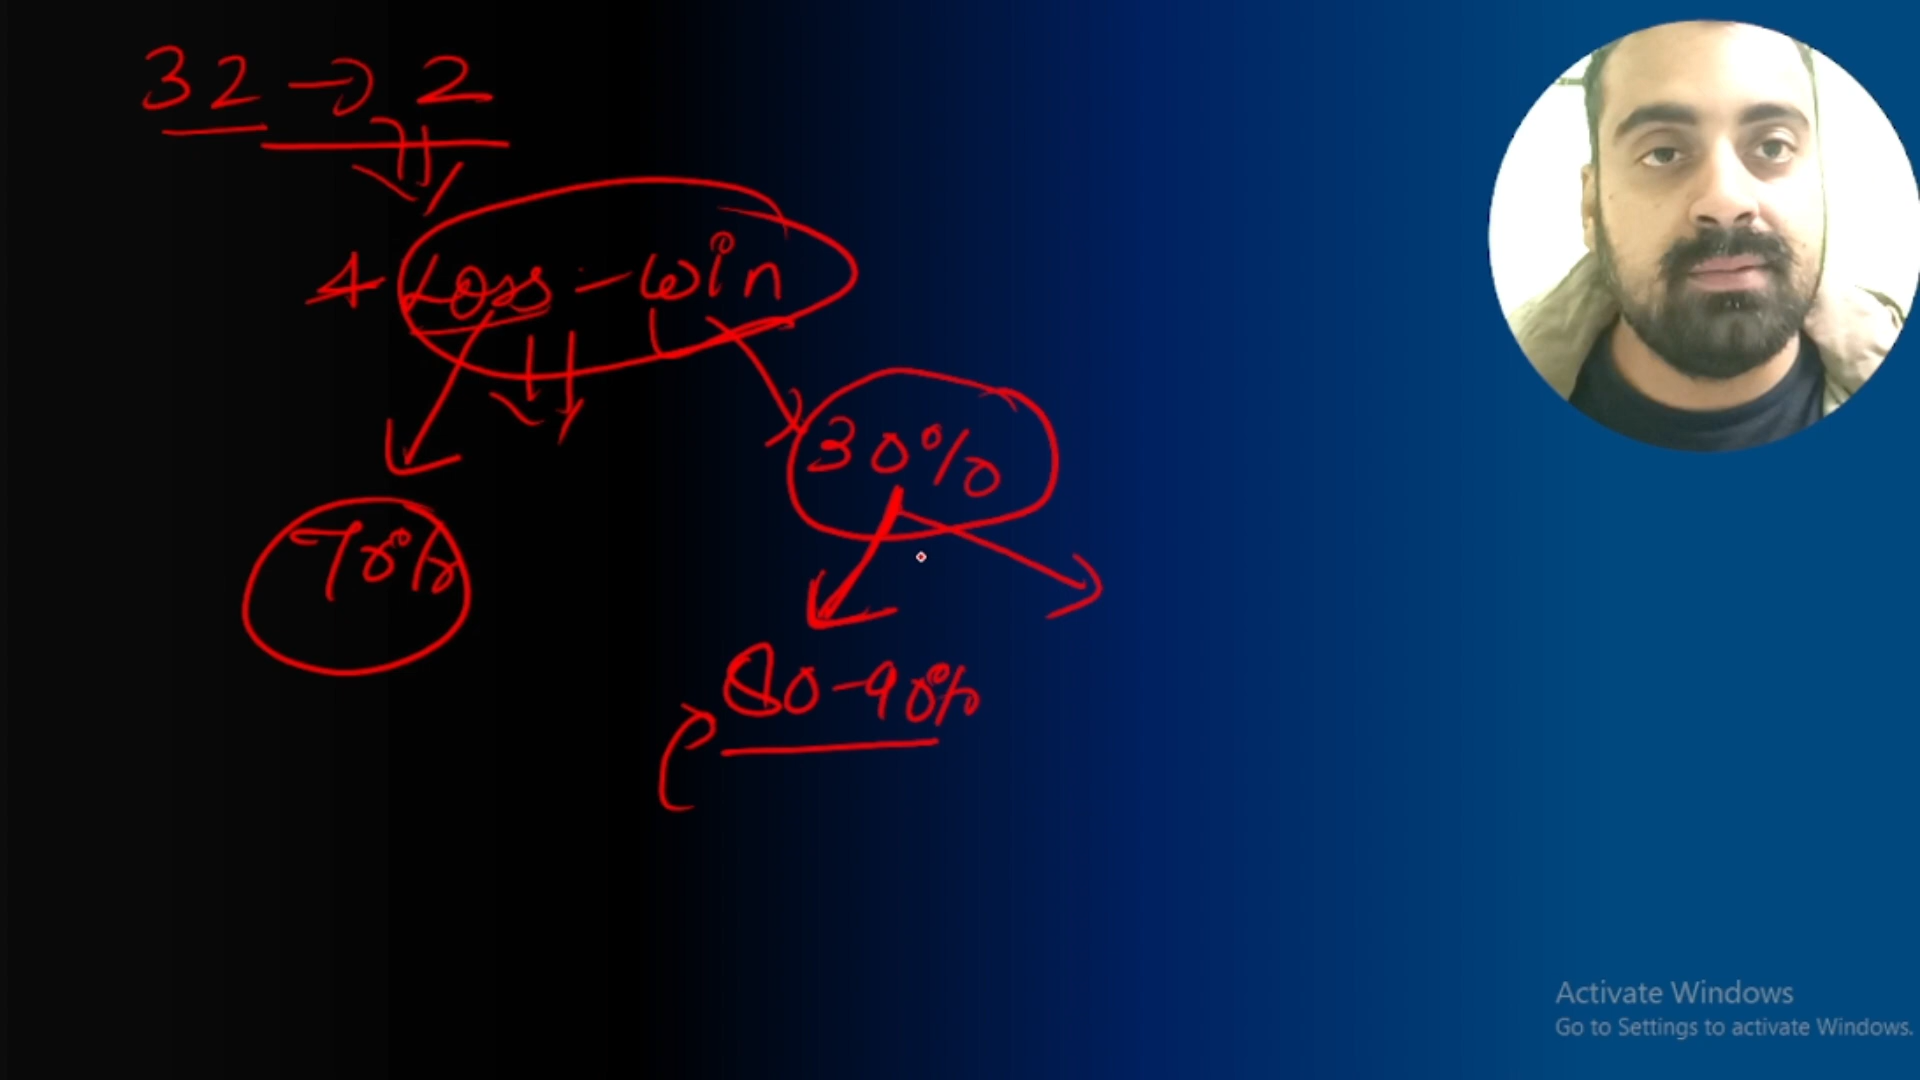 32 → 2
4 Loss - win
30%
70%
80-90%
Activate Windows
Go to Settings to activate Windows.